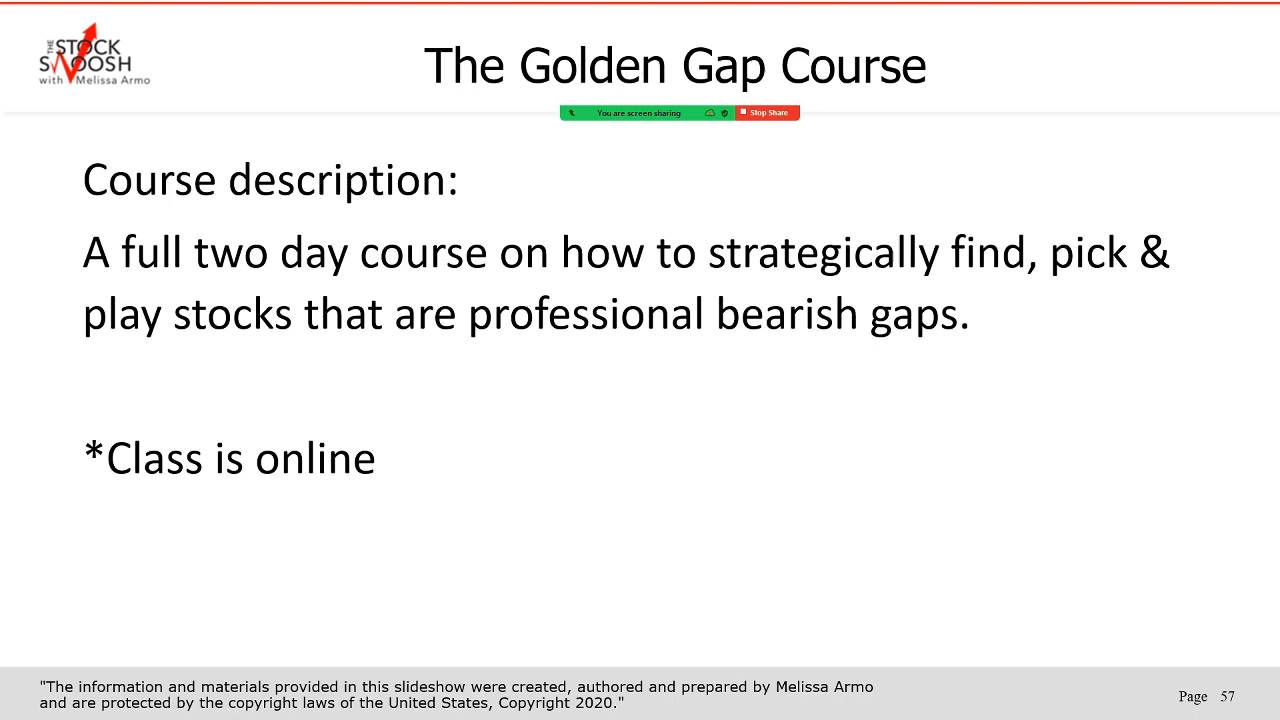 THE STOCK
SWOOSH
with Melissa Armo
The Golden Gap Course
You are screen sharing
Stop Share
Course description:
A full two day course on how to strategically find, pick &
play stocks that are professional bearish gaps.
*Class is online
"The information and materials provided in this slideshow were created, authored and prepared by Melissa Armo
and are protected by the copyright laws of the United States, Copyright 2020."
Page 57